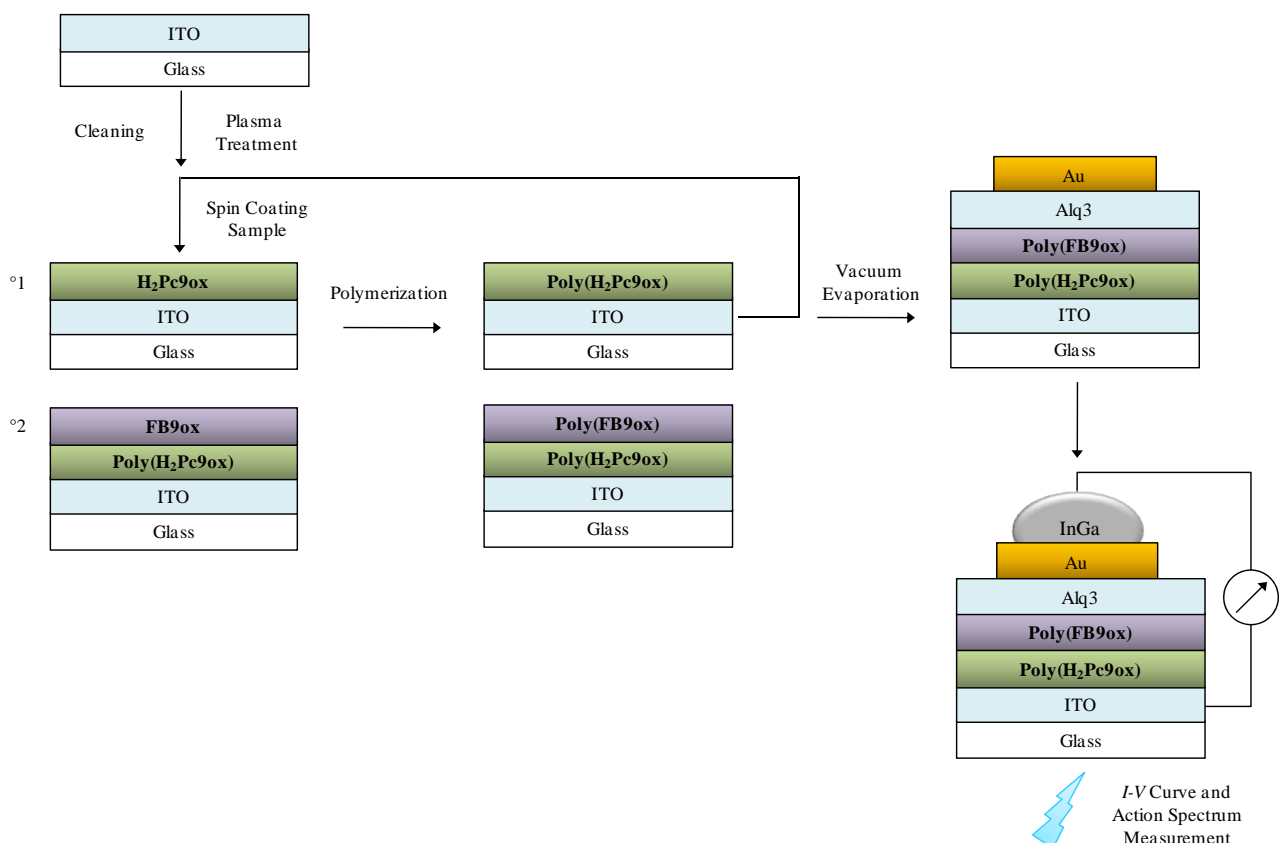 ITO
Glass
Cleaning
Plasma
Treatment
Spin Coating
Sample
°1
H₂Pc9ox
ITO
Glass
Polymerization
Poly(H₂Pc9ox)
ITO
Glass
Vacuum
Evaporation
Au
Alq3
Poly(FB9ox)
Poly(H₂Pc9ox)
ITO
Glass
°2
FB9ox
Poly(H₂Pc9ox)
ITO
Glass
Poly(FB9ox)
Poly(H₂Pc9ox)
ITO
Glass
InGa
Au
Alq3
Poly(FB9ox)
Poly(H₂Pc9ox)
ITO
Glass
I-V Curve and
Action Spectrum
Measurement